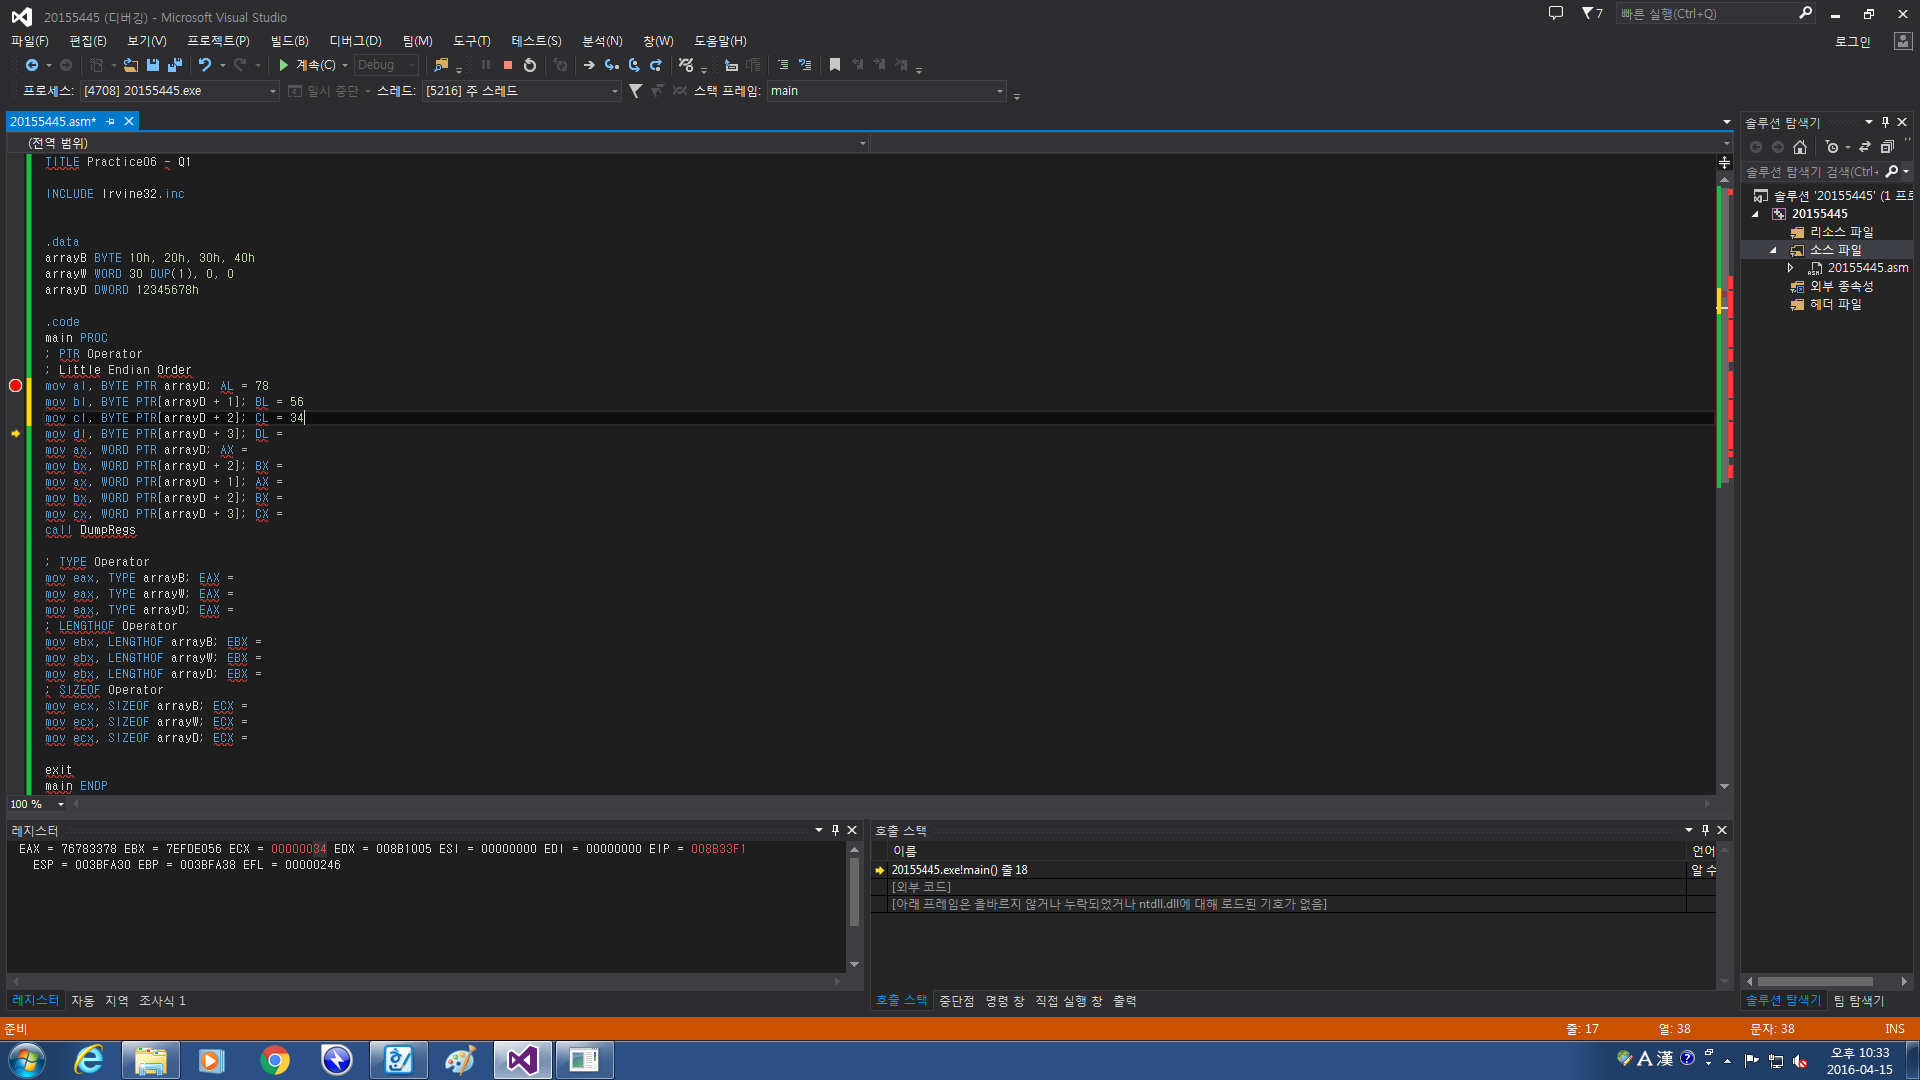 20155445 (디버깅) - Microsoft Visual Studio
7
빠른 실행(Ctrl+Q)
파일(F) 편집(E) 보기(V) 프로젝트(P) 빌드(B) 디버그(D) 팀(M) 도구(T) 테스트(S) 분석(N) 창(W) 도움말(H)
로그인
계속(C) Debug
프로세스: [4708] 20155445.exe 일시 중단 스레드: [5216] 주 스레드 스택 프레임: main
20155445.asm*
(전역 범위)
TITLE Practice06 - Q1
INCLUDE Irvine32.inc
.data
arrayB BYTE 10h, 20h, 30h, 40h
arrayW WORD 30 DUP(1), 0, 0
arrayD DWORD 12345678h
.code
main PROC
; PTR Operator
; Little Endian Order
mov al, BYTE PTR arrayD; AL = 78
mov bl, BYTE PTR[arrayD + 1]; BL = 56
mov cl, BYTE PTR[arrayD + 2]; CL = 34
mov dl, BYTE PTR[arrayD + 3]; DL =
mov ax, WORD PTR arrayD; AX =
mov bx, WORD PTR[arrayD + 2]; BX =
mov ax, WORD PTR[arrayD + 1]; AX =
mov bx, WORD PTR[arrayD + 2]; BX =
mov cx, WORD PTR[arrayD + 3]; CX =
call DumpRegs
; TYPE Operator
mov eax, TYPE arrayB; EAX =
mov eax, TYPE arrayW; EAX =
mov eax, TYPE arrayD; EAX =
; LENGTHOF Operator
mov ebx, LENGTHOF arrayB; EBX =
mov ebx, LENGTHOF arrayW; EBX =
mov ebx, LENGTHOF arrayD; EBX =
; SIZEOF Operator
mov ecx, SIZEOF arrayB; ECX =
mov ecx, SIZEOF arrayW; ECX =
mov ecx, SIZEOF arrayD; ECX =
exit
main ENDP
100 %
솔루션 탐색기
솔루션 탐색기 검색(Ctrl+
솔루션 '20155445' (1 프로
20155445
리소스 파일
소스 파일
20155445.asm
외부 종속성
헤더 파일
레지스터
EAX = 76783378 EBX = 7EFDE056 ECX = 00000034 EDX = 008B1005 ESI = 00000000 EDI = 00000000 EIP = 008B33F1
ESP = 003BFA30 EBP = 003BFA38 EFL = 00000246
레지스터 자동 지역 조사식 1
호출 스택
이름 언어
20155445.exe!main() 줄 18 알 수
[외부 코드]
[아래 프레임은 올바르지 않거나 누락되었거나 ntdll.dll에 대해 로드된 기호가 없음]
호출 스택 중단점 명령 창 직접 실행 창 출력
솔루션 탐색기 팀 탐색기
준비 줄: 17 열: 38 문자: 38 INS
A 漢
오후 10:33
2016-04-15